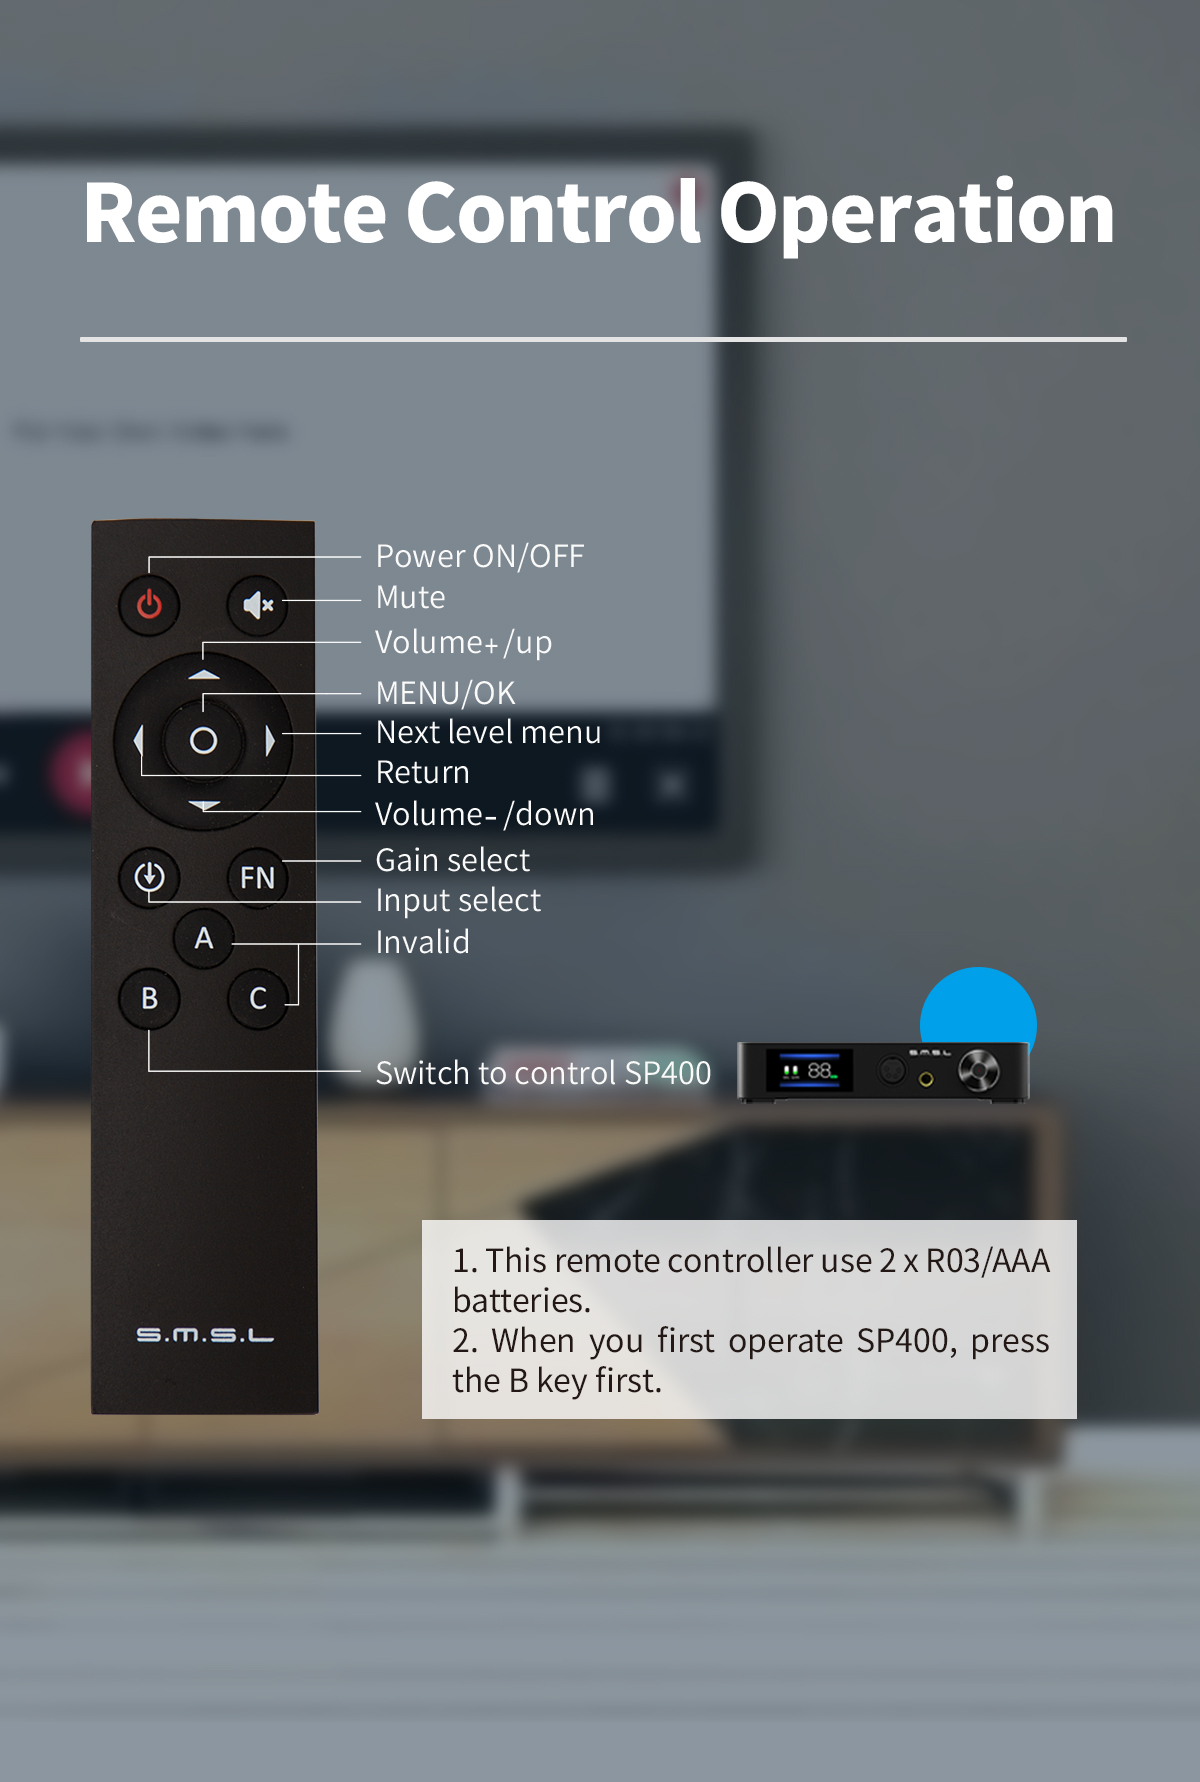 Remote Control Operation
Power ON/OFF
Mute
Volume+/up
MENU/OK
Next level menu
Return
Volume-/down
Gain select
FN
Input select
A
Invalid
B
C
Switch to control SP400
S.M.S.L
88
S.M.S.L
1. This remote controller use 2 x R03/AAA
batteries.
2. When you first operate SP400, press
the B key first.